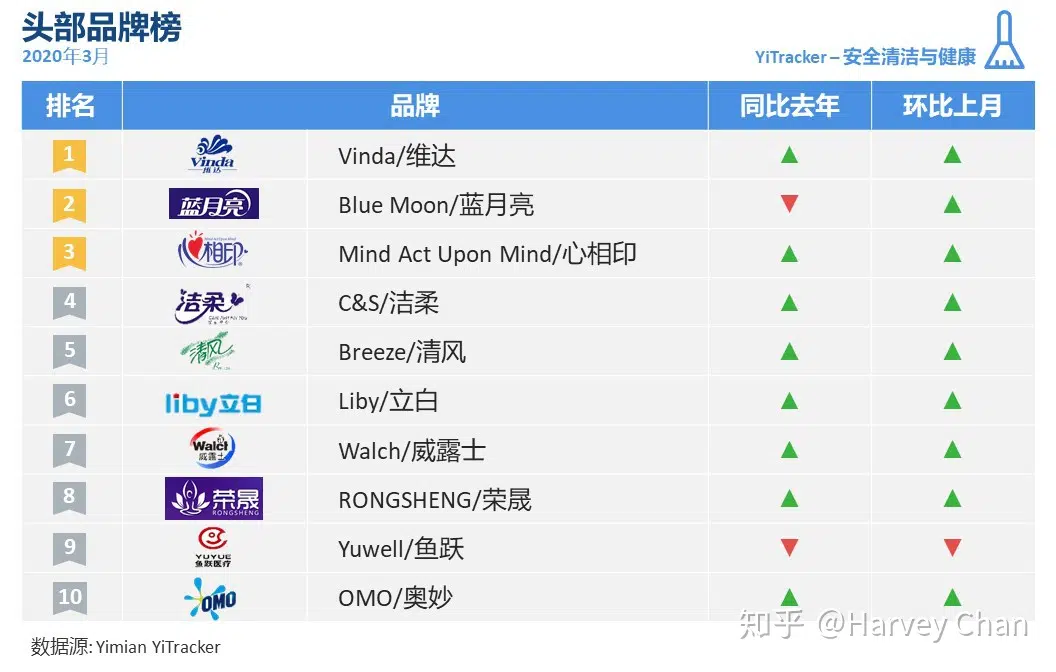 头部品牌榜
2020年3月
YiTracker – 安全清洁与健康
排名 品牌 同比去年 环比上月
1 Vinda 维达 Vinda/维达 ▲ ▲
2 蓝月亮 Blue Moon/蓝月亮 ▼ ▲
3 心相印 Mind Act Upon Mind/心相印 ▲ ▲
4 洁柔 C&S/洁柔 ▲ ▲
5 清风 Breeze/清风 ▲ ▲
6 liby立白 Liby/立白 ▲ ▲
7 Walch 威露士 Walch/威露士 ▲ ▲
8 荣晟 RONGSHENG RONGSHENG/荣晟 ▲ ▲
9 YUYUE 鱼跃医疗 Yuwell/鱼跃 ▼ ▼
10 OMO OMO/奥妙 ▲ ▲
知乎 @Harvey Chan
数据源: Yimian YiTracker